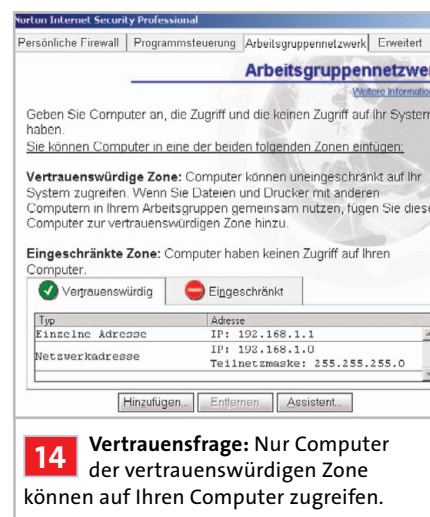 Norton Internet Security Professional
Persönliche Firewall Programmsteuerung Arbeitsgruppennetzwerk Erweitert
Arbeitsgruppennetzwe
Weitere Informatio
Geben Sie Computer an, die Zugriff und die keinen Zugriff auf Ihr System
haben.
Sie können Computer in eine der beiden folgenden Zonen einfügen:
Vertrauenswürdige Zone: Computer können uneingeschränkt auf Ihr
System zugreifen. Wenn Sie Dateien und Drucker mit anderen
Computern in Ihrem Arbeitsgruppen gemeinsam nutzen, fügen Sie diese
Computer zur vertrauenswürdigen Zone hinzu.
Eingeschränkte Zone: Computer haben keinen Zugriff auf Ihren
Computer.
Vertrauenswürdig Eingeschränkt
Typ Adresse
Einzelne Adresse IP: 192.168.1.1
Netzwerkadresse IP: 192.168.1.0
Teilnetzmaske: 255.255.255.0
Hinzufügen... Entfernen Assistent...
14 Vertrauensfrage: Nur Computer
der vertrauenswürdigen Zone
können auf Ihren Computer zugreifen.